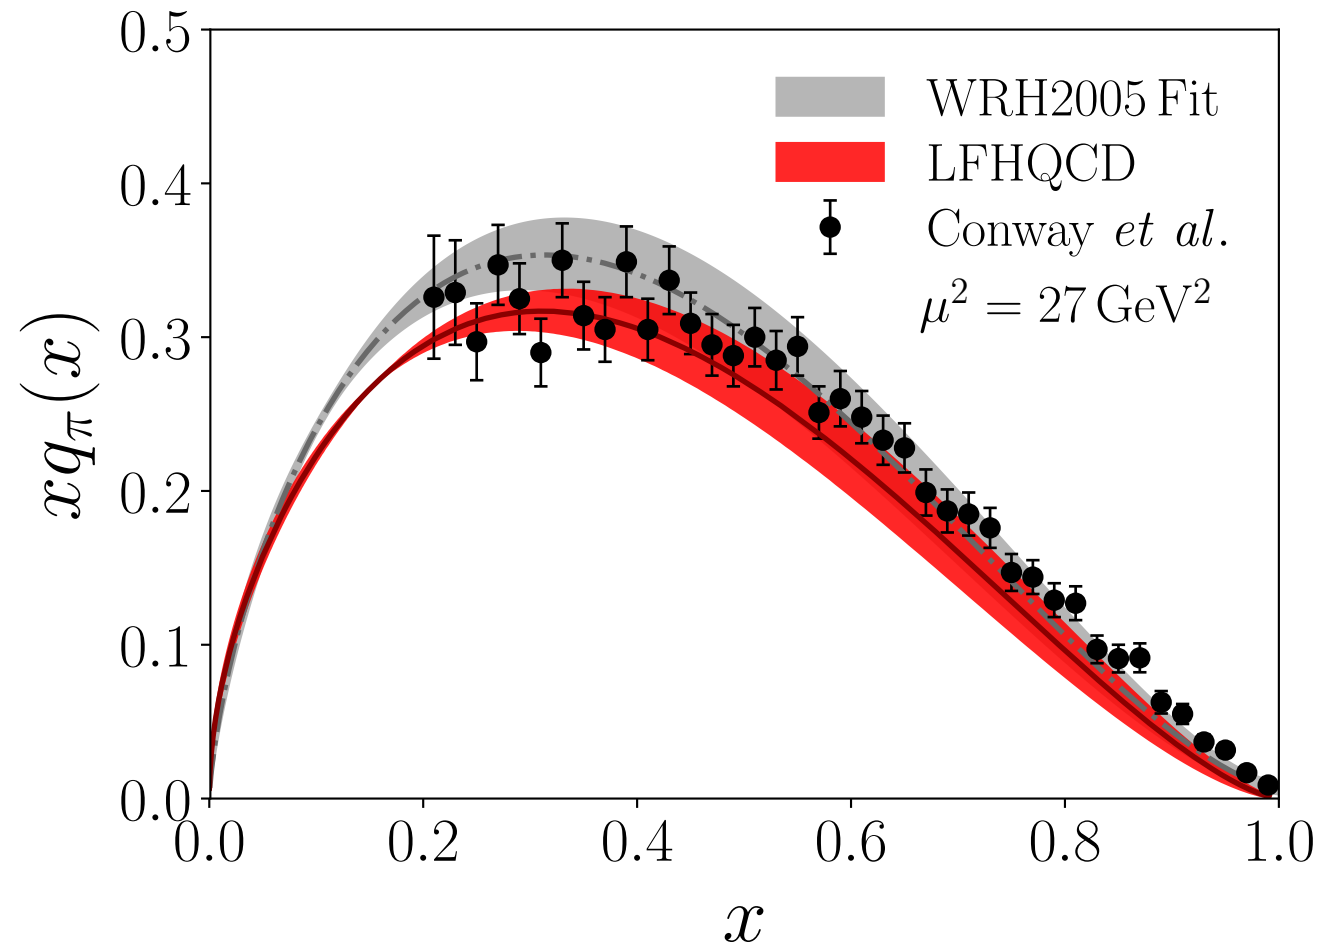 0.5
0.4
0.3
0.2
0.1
0.0
xqπ(x)
WRH2005 Fit
LFHQCD
Conway et al.
μ² = 27 GeV²
0.0 0.2 0.4 0.6 0.8 1.0
x